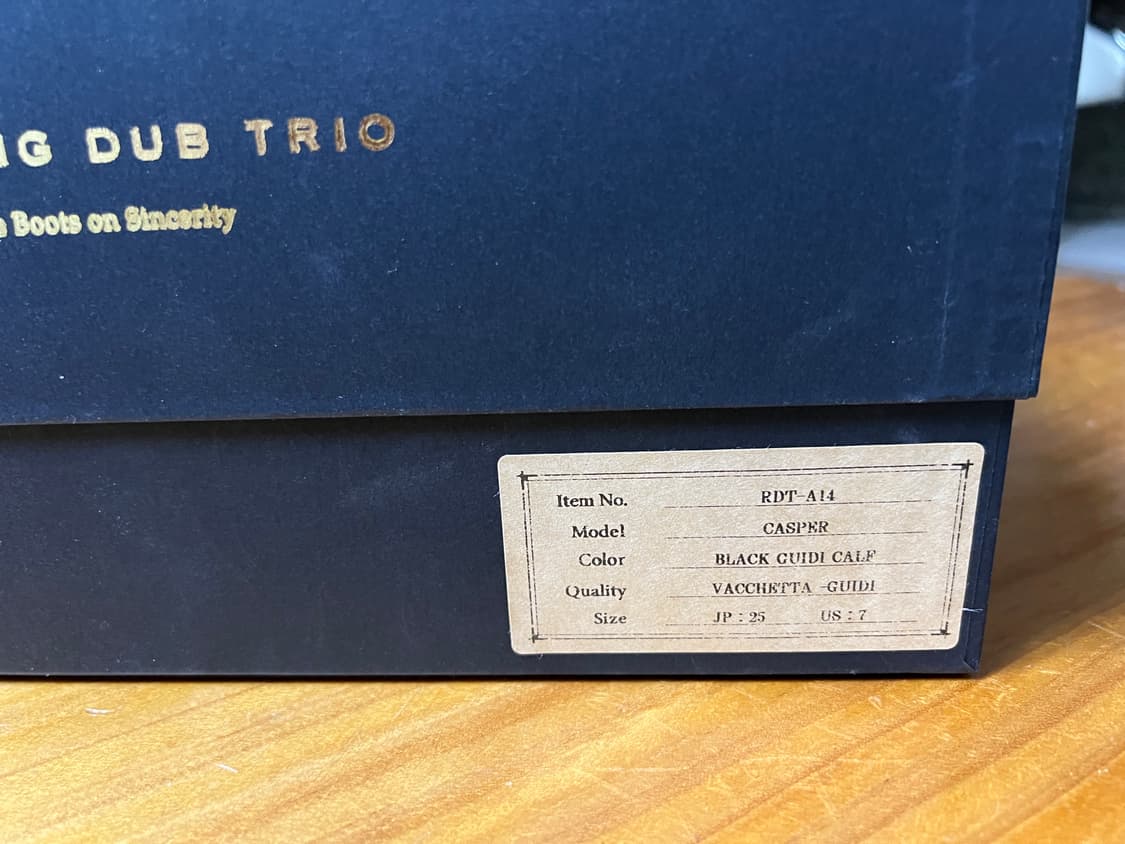 NG DUB TRIO
Boots on Sincerity
Item No. RDT-A14
Model CASPER
Color BLACK GUIDI CALF
Quality VACCHETTA -GUIDI
Size JP : 25 US : 7